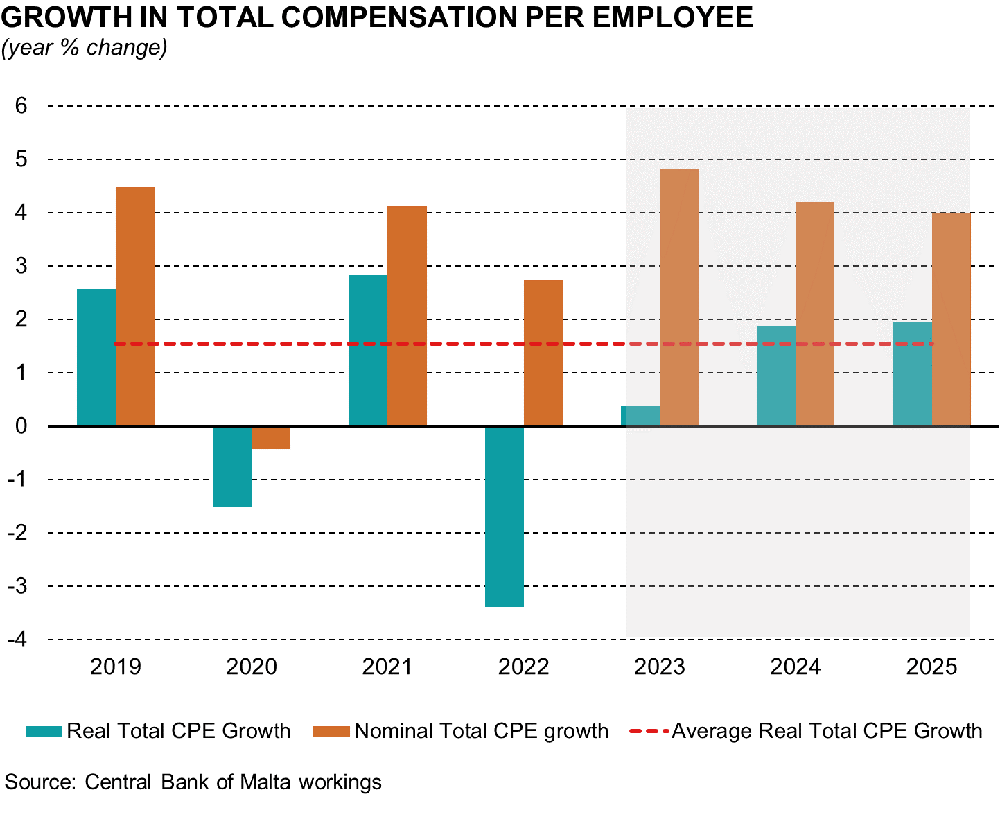 GROWTH IN TOTAL COMPENSATION PER EMPLOYEE
(year % change)
6
5
4
3
2
1
0
-1
-2
-3
-4
2019 2020 2021 2022 2023 2024 2025
Real Total CPE Growth Nominal Total CPE growth Average Real Total CPE Growth
Source: Central Bank of Malta workings